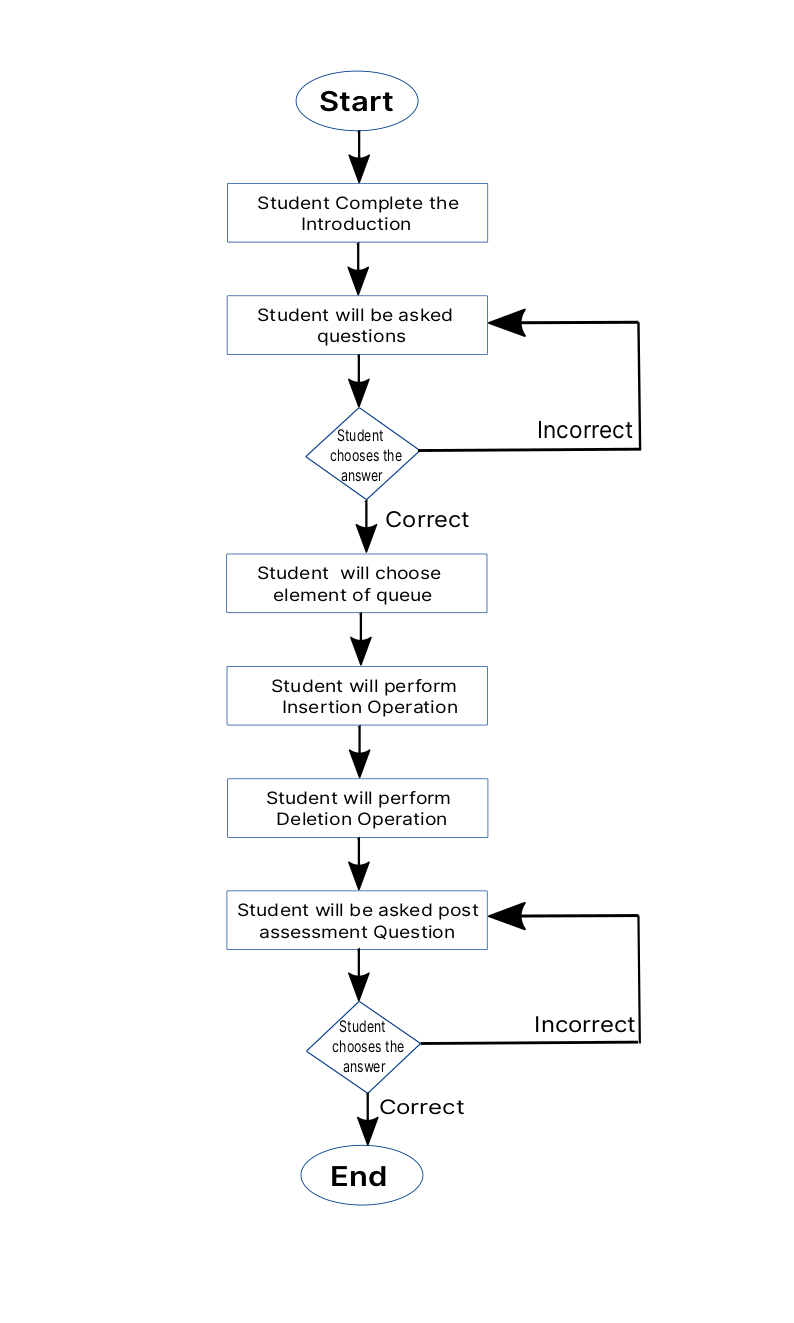 Start
Student Complete the
Introduction
Student will be asked
questions
Student
chooses the
answer
Incorrect
Correct
Student  will choose
element of queue
Student will perform
Insertion Operation
Student will perform
Deletion Operation
Student will be asked post
assessment Question
Student
chooses the
answer
Incorrect
Correct
End